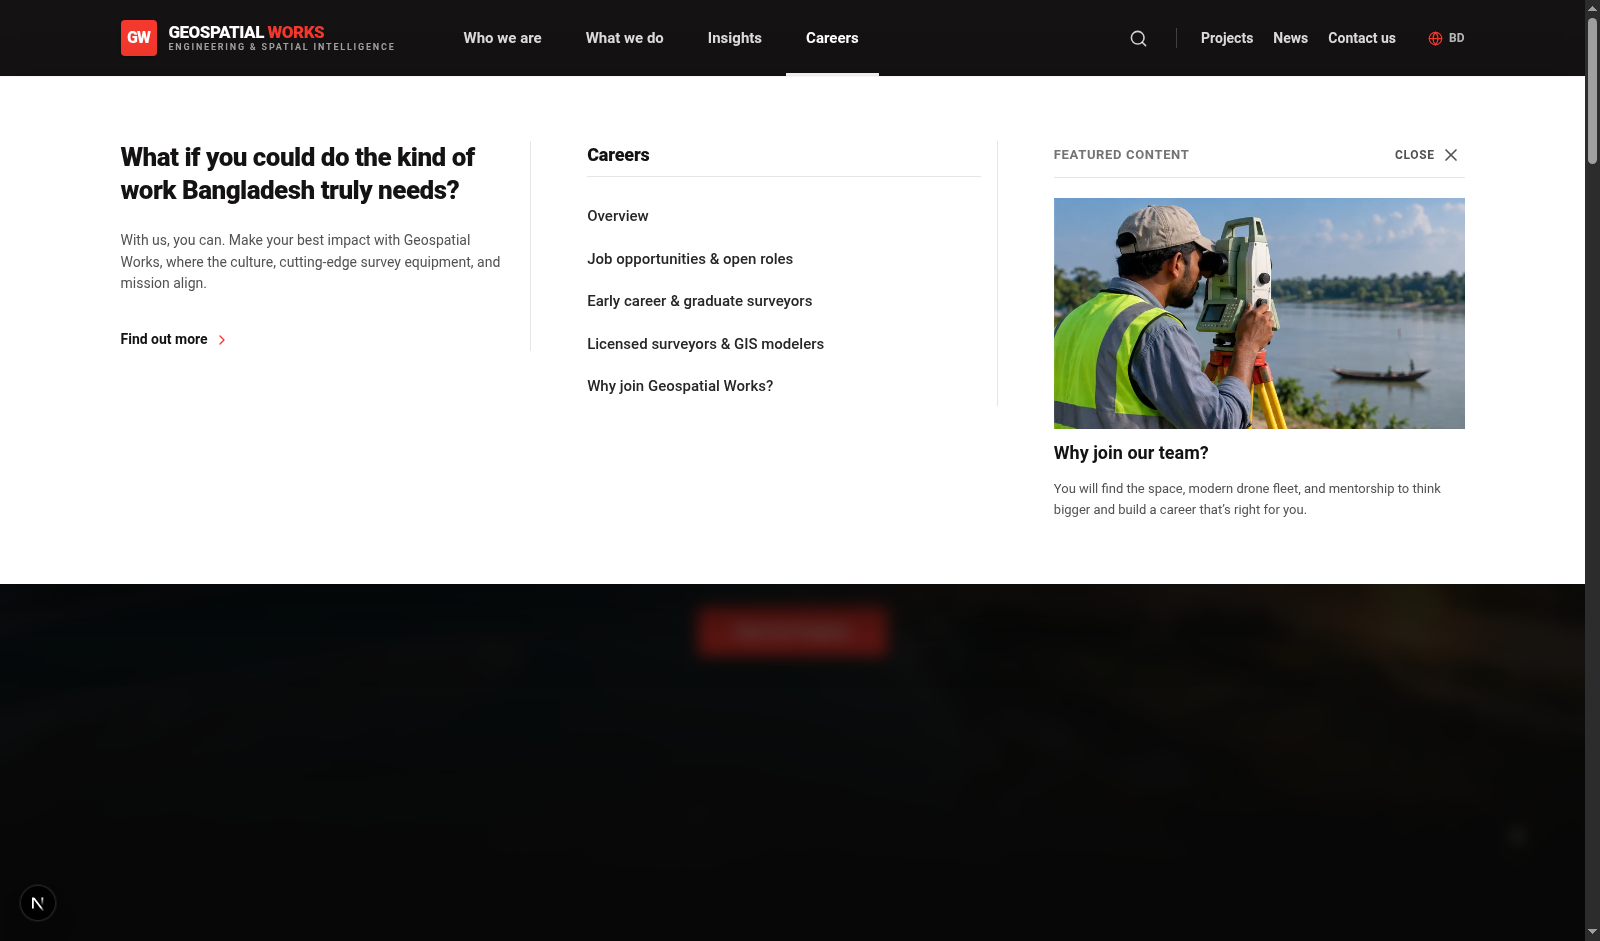 GW
GEOSPATIAL WORKS
ENGINEERING & SPATIAL INTELLIGENCE
Who we are
What we do
Insights
Careers
Projects
News
Contact us
BD
What if you could do the kind of
work Bangladesh truly needs?
With us, you can. Make your best impact with Geospatial
Works, where the culture, cutting-edge survey equipment, and
mission align.
Find out more
Careers
Overview
Job opportunities & open roles
Early career & graduate surveyors
Licensed surveyors & GIS modelers
Why join Geospatial Works?
FEATURED CONTENT
CLOSE
Why join our team?
You will find the space, modern drone fleet, and mentorship to think
bigger and build a career that’s right for you.
N